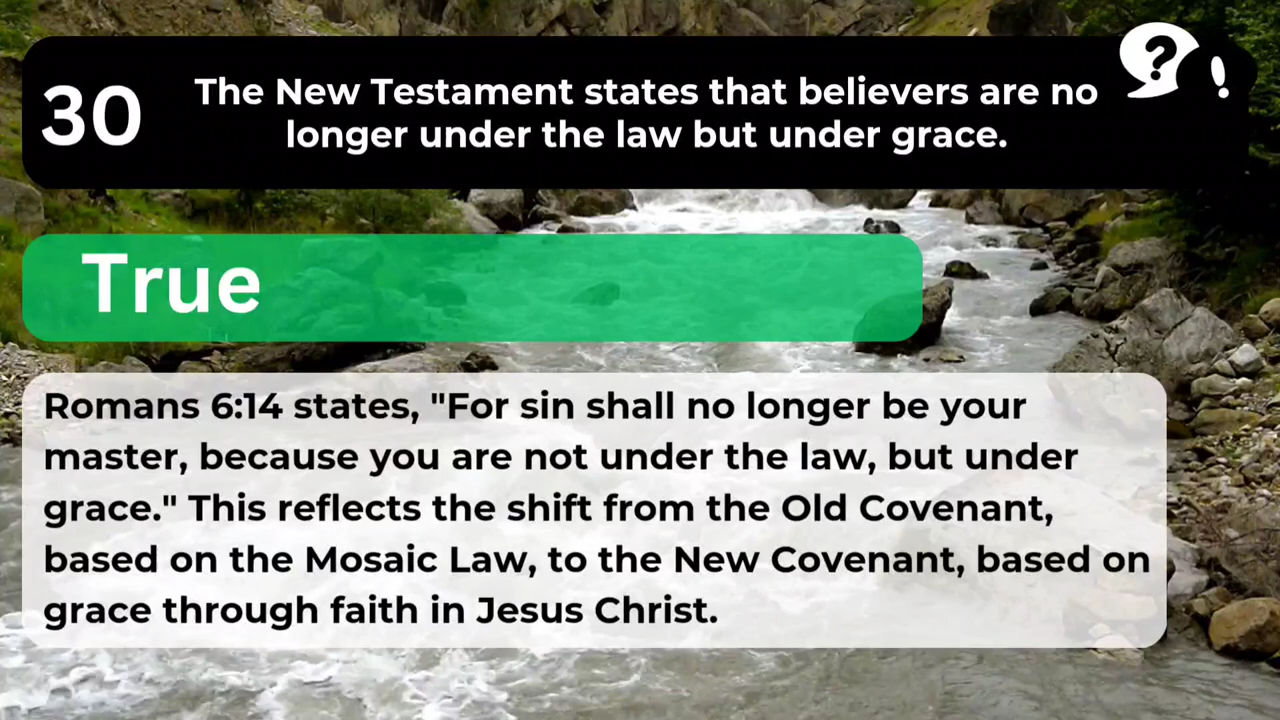 30
The New Testament states that believers are no
longer under the law but under grace.
?
!
True
Romans 6:14 states, "For sin shall no longer be your
master, because you are not under the law, but under
grace." This reflects the shift from the Old Covenant,
based on the Mosaic Law, to the New Covenant, based on
grace through faith in Jesus Christ.